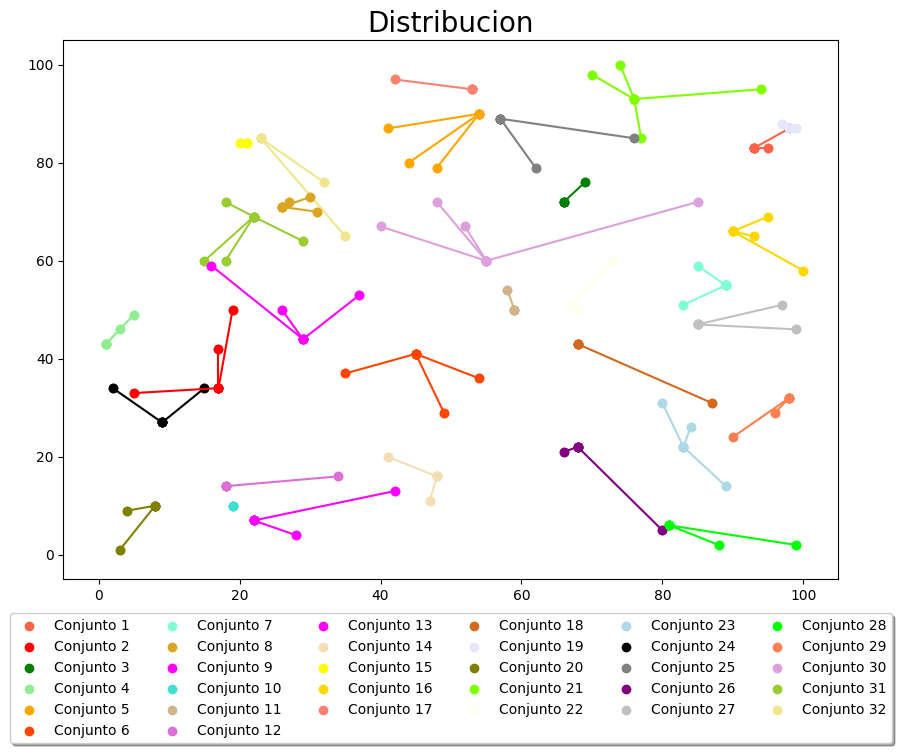 Distribucion
100
80
60
40
20
0
0 20 40 60 80 100
Conjunto 1 Conjunto 7 Conjunto 13 Conjunto 18 Conjunto 23 Conjunto 28
Conjunto 2 Conjunto 8 Conjunto 14 Conjunto 19 Conjunto 24 Conjunto 29
Conjunto 3 Conjunto 9 Conjunto 15 Conjunto 20 Conjunto 25 Conjunto 30
Conjunto 4 Conjunto 10 Conjunto 16 Conjunto 21 Conjunto 26 Conjunto 31
Conjunto 5 Conjunto 11 Conjunto 17 Conjunto 22 Conjunto 27 Conjunto 32
Conjunto 6 Conjunto 12